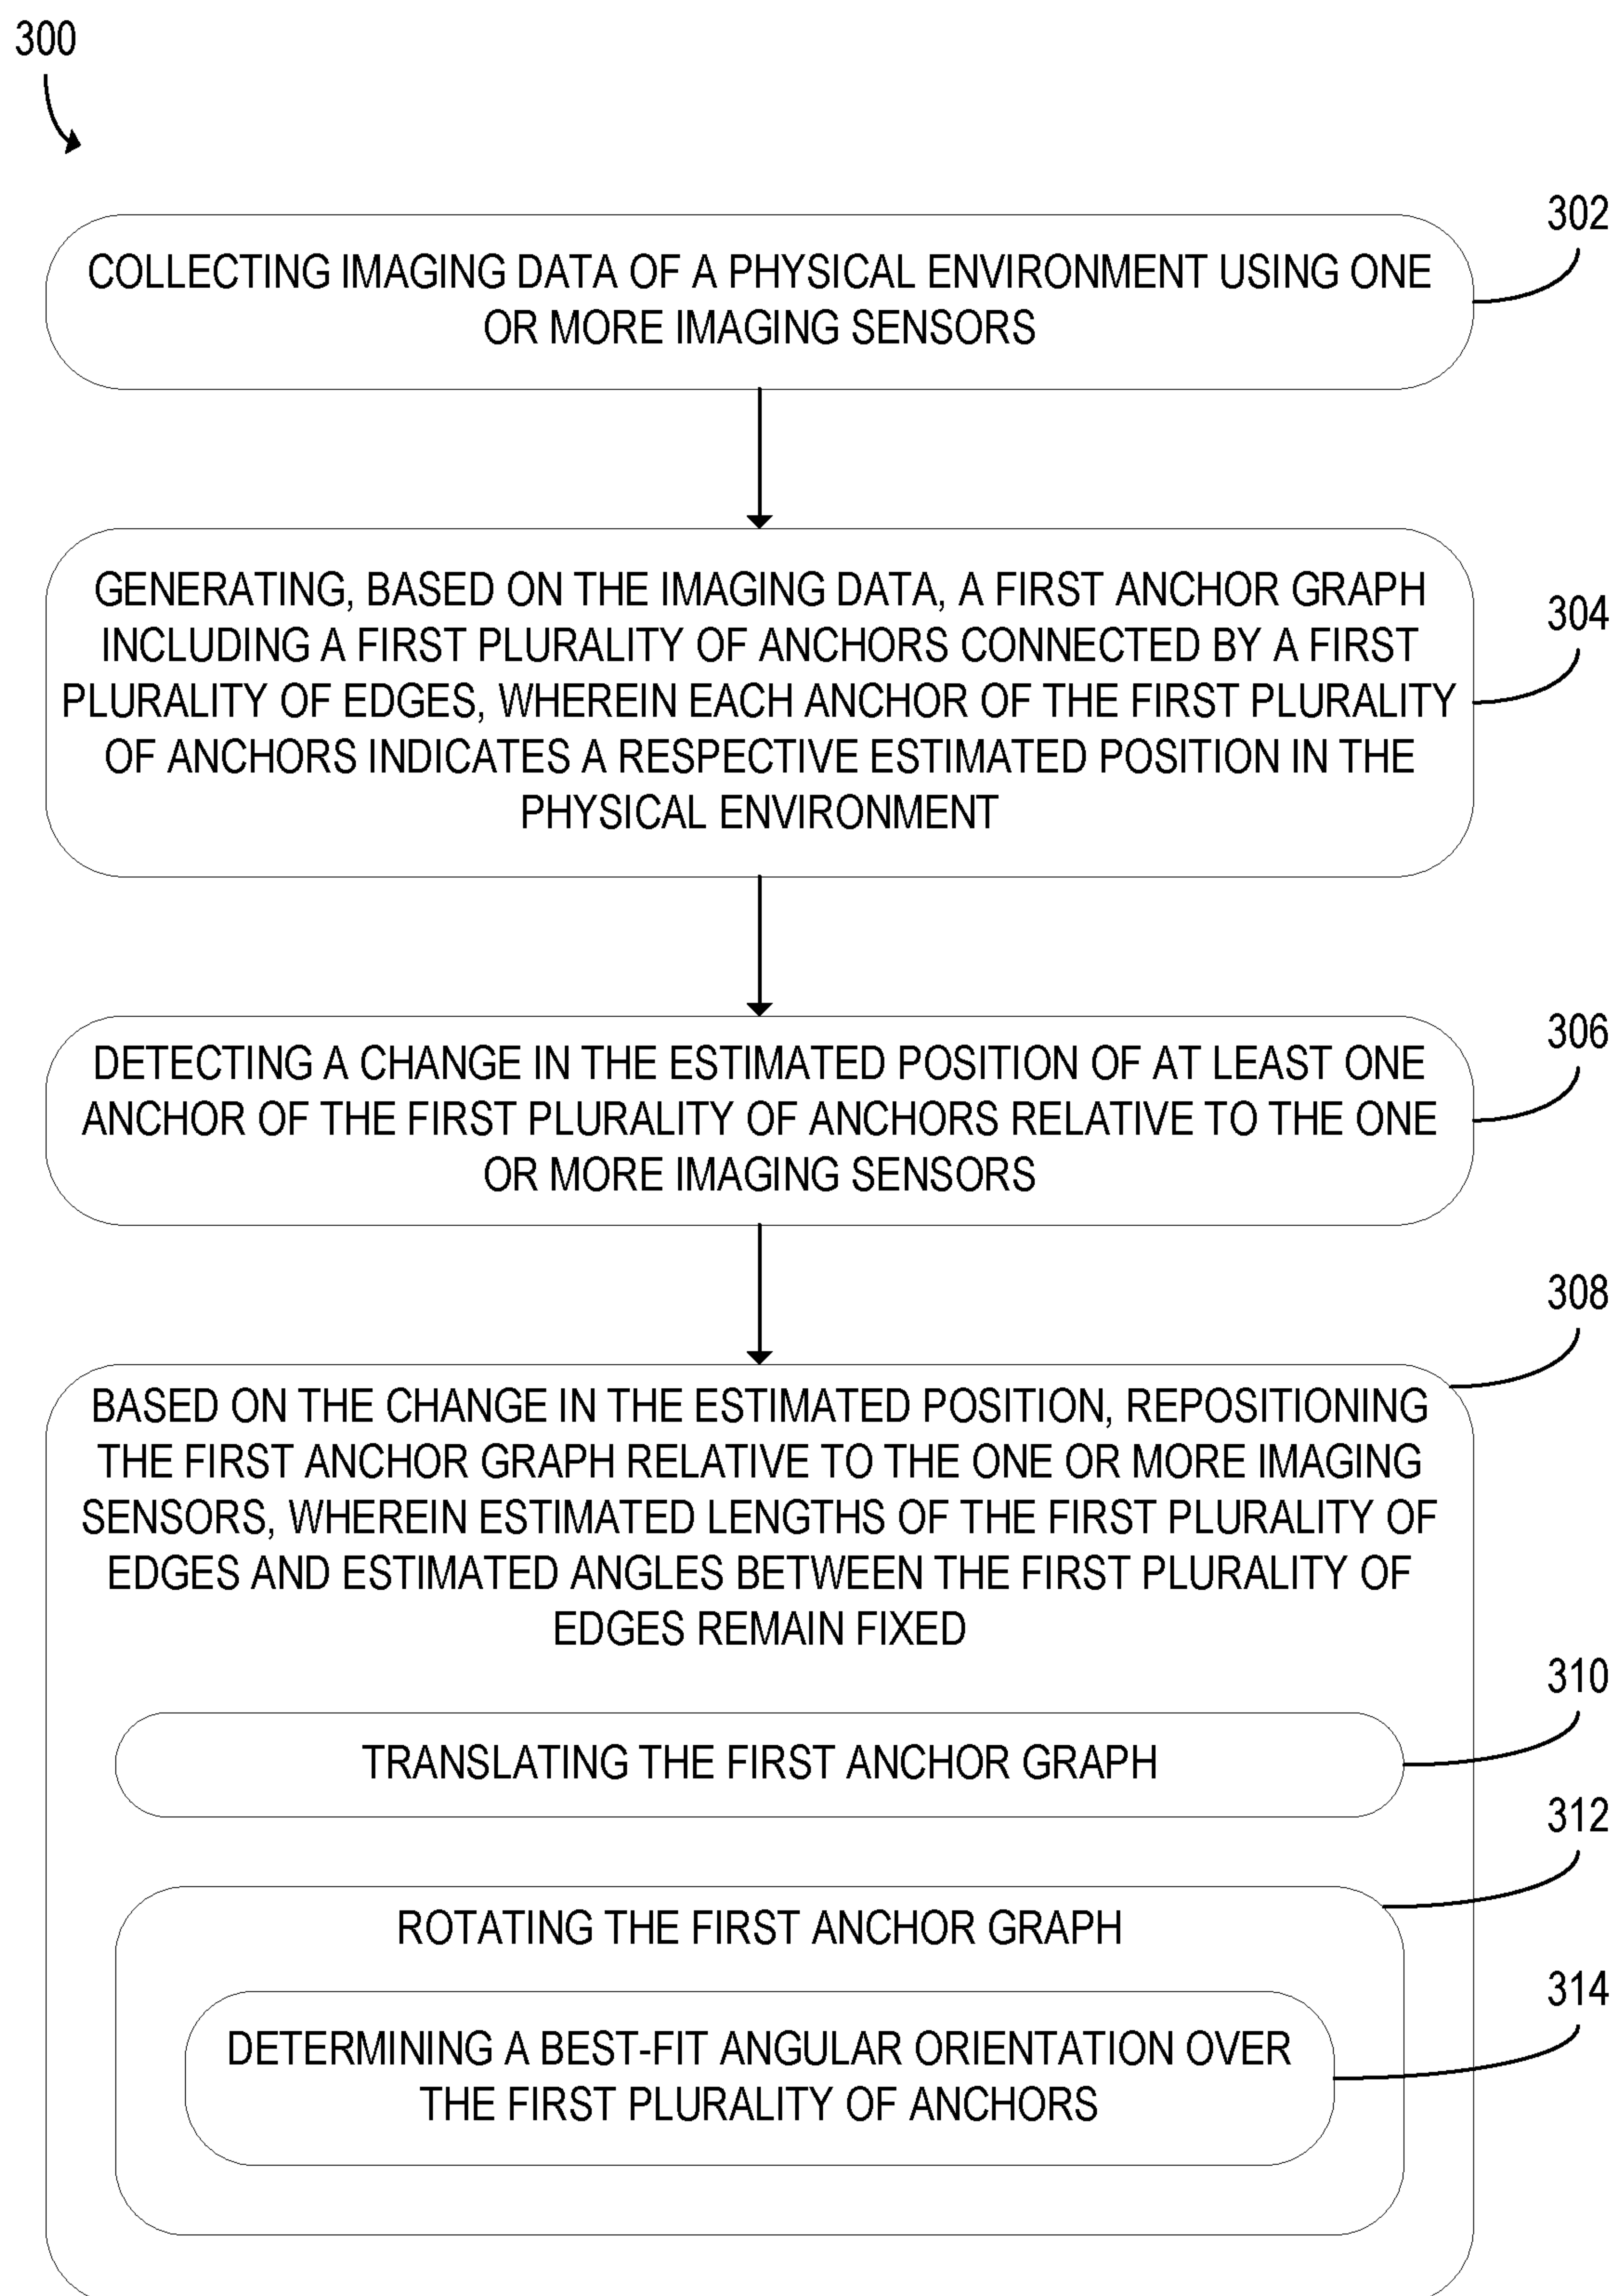 300
302
COLLECTING IMAGING DATA OF A PHYSICAL ENVIRONMENT USING ONE
OR MORE IMAGING SENSORS
304
GENERATING, BASED ON THE IMAGING DATA, A FIRST ANCHOR GRAPH
INCLUDING A FIRST PLURALITY OF ANCHORS CONNECTED BY A FIRST
PLURALITY OF EDGES, WHEREIN EACH ANCHOR OF THE FIRST PLURALITY
OF ANCHORS INDICATES A RESPECTIVE ESTIMATED POSITION IN THE
PHYSICAL ENVIRONMENT
306
DETECTING A CHANGE IN THE ESTIMATED POSITION OF AT LEAST ONE
ANCHOR OF THE FIRST PLURALITY OF ANCHORS RELATIVE TO THE ONE
OR MORE IMAGING SENSORS
308
BASED ON THE CHANGE IN THE ESTIMATED POSITION, REPOSITIONING
THE FIRST ANCHOR GRAPH RELATIVE TO THE ONE OR MORE IMAGING
SENSORS, WHEREIN ESTIMATED LENGTHS OF THE FIRST PLURALITY OF
EDGES AND ESTIMATED ANGLES BETWEEN THE FIRST PLURALITY OF
EDGES REMAIN FIXED
310
TRANSLATING THE FIRST ANCHOR GRAPH
312
ROTATING THE FIRST ANCHOR GRAPH
314
DETERMINING A BEST-FIT ANGULAR ORIENTATION OVER
THE FIRST PLURALITY OF ANCHORS